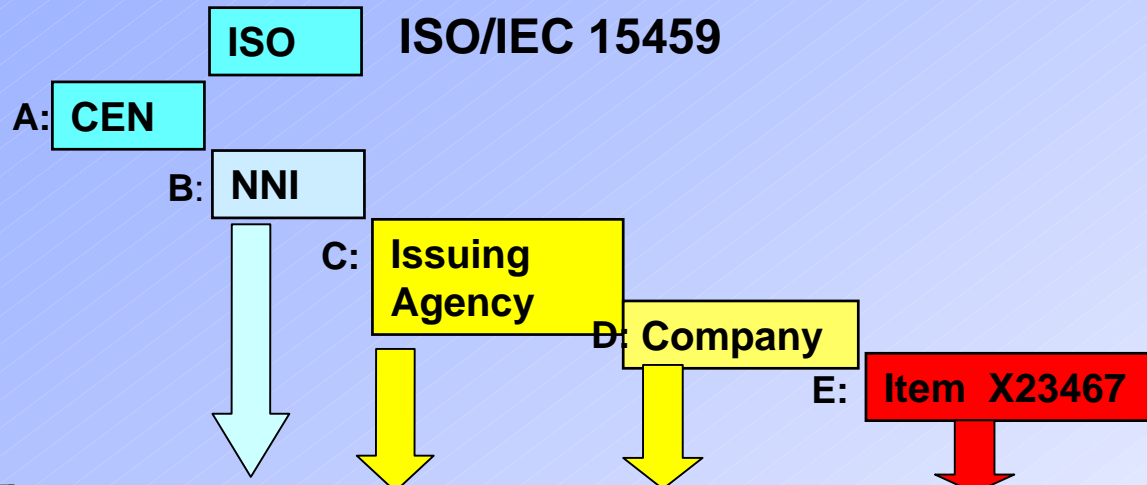 ISO
ISO/IEC 15459
A: CEN
B: NNI
C: Issuing
Agency
D: Company
E: Item X23467